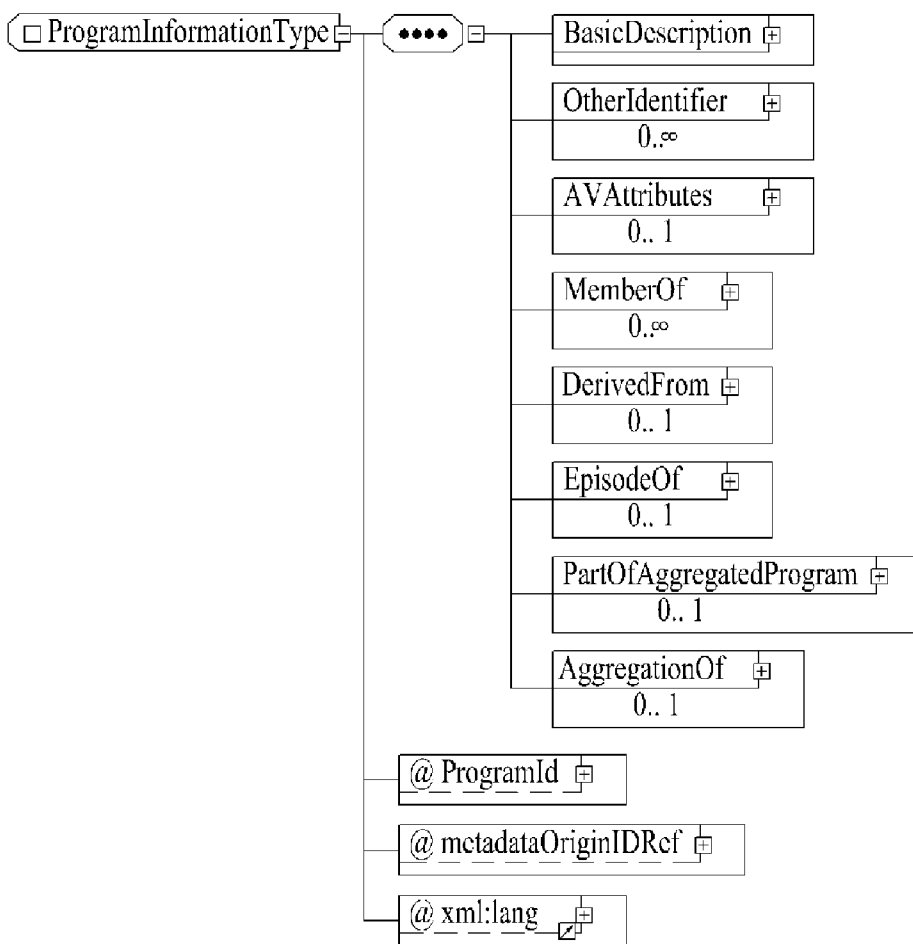 ProgramInformationType
BasicDescription
OtherIdentifier
0..∞
AVAttributes
0.. 1
MemberOf
0..∞
DerivedFrom
0.. 1
EpisodeOf
0.. 1
PartOfAggregatedProgram
0.. 1
AggregationOf
0.. 1
@ ProgramId
@ metadataOriginIDRef
@ xml:lang